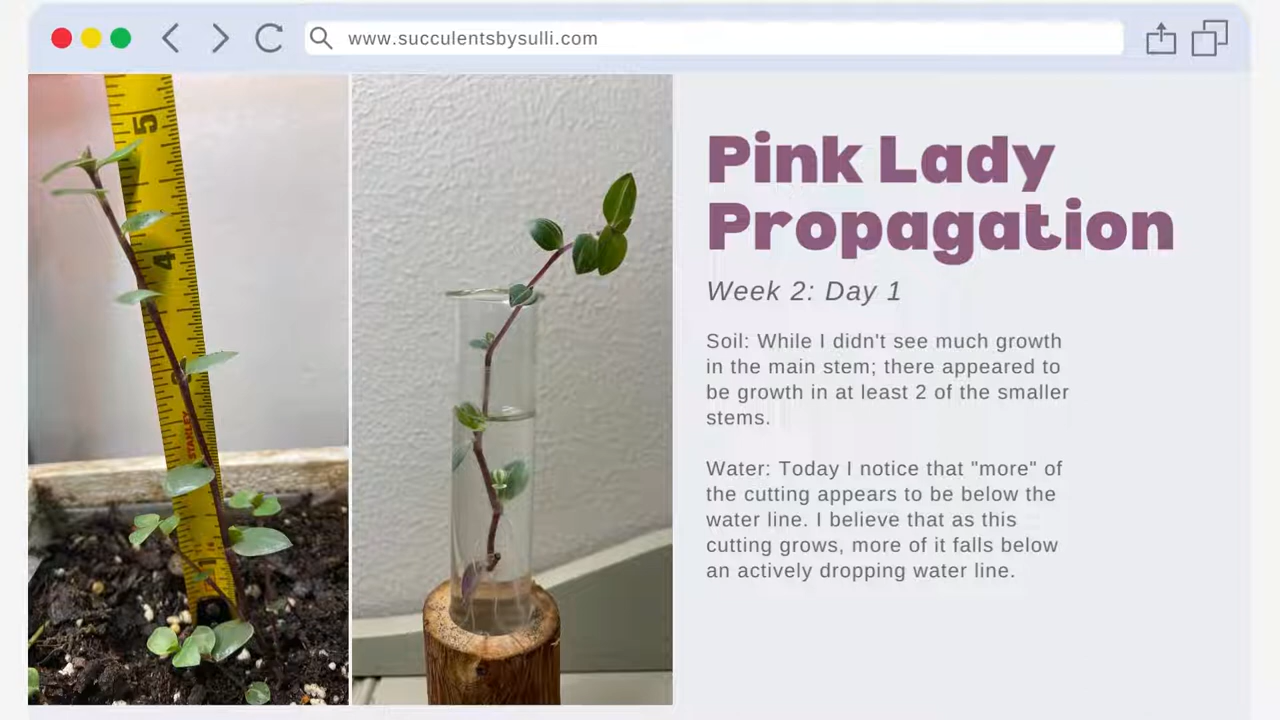 www.succulentsbysulli.com
5
4
STANLEY
Pink Lady
Propagation
Week 2: Day 1
Soil: While I didn't see much growth
in the main stem; there appeared to
be growth in at least 2 of the smaller
stems.
Water: Today I notice that "more" of
the cutting appears to be below the
water line. I believe that as this
cutting grows, more of it falls below
an actively dropping water line.